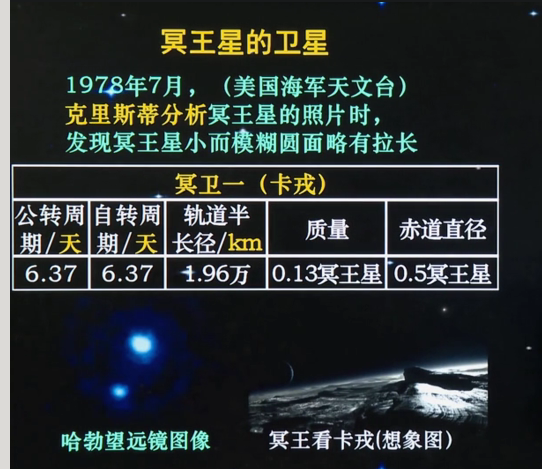 冥王星的卫星
1978年7月，（美国海军天文台）
克里斯蒂分析冥王星的照片时，
发现冥王星小而模糊圆面略有拉长
冥卫一（卡戎）
公转周期/天 自转周期/天 轨道半长径/km 质量 赤道直径
6.37 6.37 1.96万 0.13冥王星 0.5冥王星
哈勃望远镜图像 冥王看卡戎(想象图)